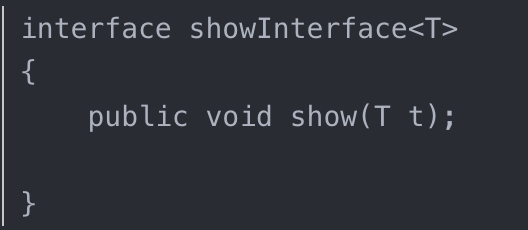 interface showInterface<T>
{
    public void show(T t);
}